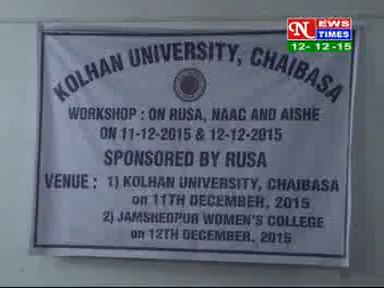 NEWS
TIMES
12-12-15
KOLHAN UNIVERSITY, CHAIBASA
WORKSHOP : ON RUSA, NAAC AND AISHE
ON 11-12-2015 & 12-12-2015
SPONSORED BY RUSA
VENUE : 1) KOLHAN UNIVERSITY, CHAIBASA
on 11TH DECEMBER, 2015
2) JAMSHEDPUR WOMEN'S COLLEGE
on 12TH DECEMBER, 2015